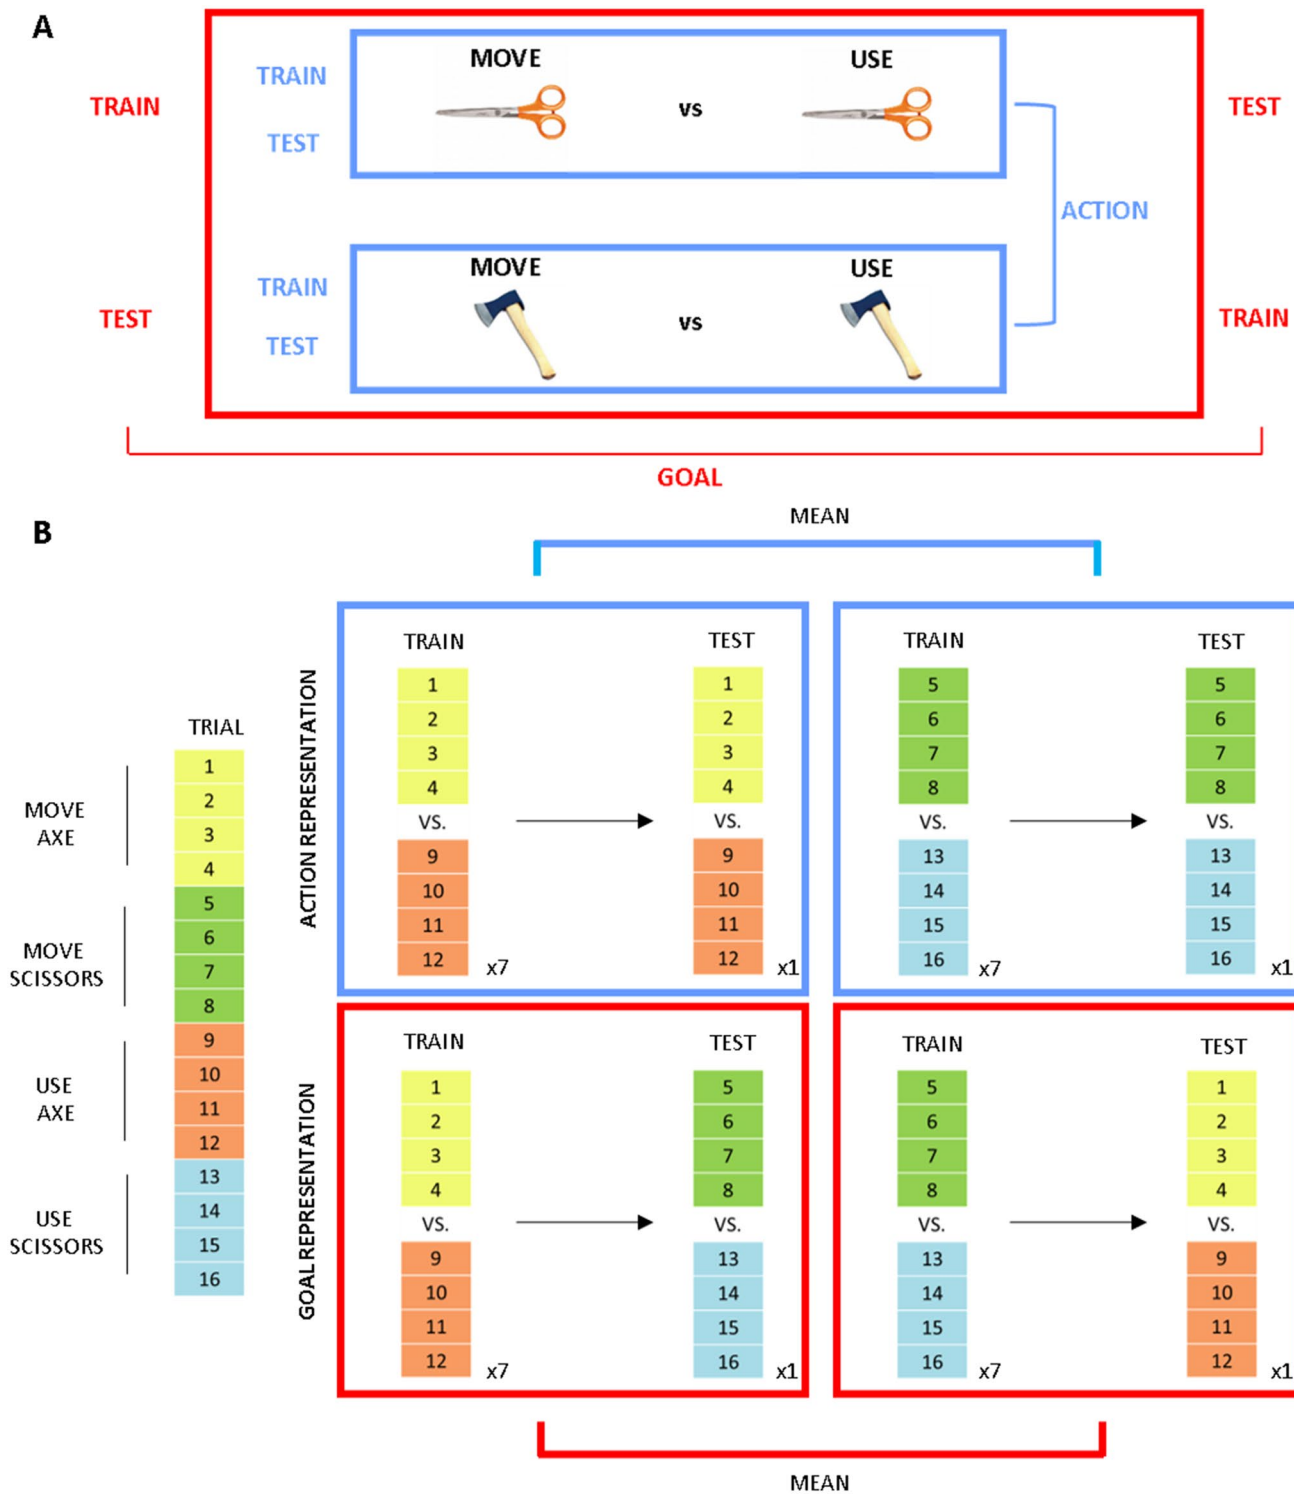 A
MOVE USE
TRAIN
TRAIN vs TEST
TEST
ACTION
MOVE USE
TRAIN
TEST vs TRAIN
TEST
GOAL
B
MEAN
TRIAL
1
2
3
4
5
6
7
8
9
10
11
12
13
14
15
16
MOVE
AXE
MOVE
SCISSORS
USE
AXE
USE
SCISSORS
ACTION REPRESENTATION
TRAIN
1
2
3
4
VS.
9
10
11
12
x7
TEST
1
2
3
4
VS.
9
10
11
12
x1
TRAIN
5
6
7
8
VS.
13
14
15
16
x7
TEST
5
6
7
8
VS.
13
14
15
16
x1
GOAL REPRESENTATION
TRAIN
1
2
3
4
VS.
9
10
11
12
x7
TEST
5
6
7
8
VS.
13
14
15
16
x1
TRAIN
5
6
7
8
VS.
13
14
15
16
x7
TEST
1
2
3
4
VS.
9
10
11
12
x1
MEAN